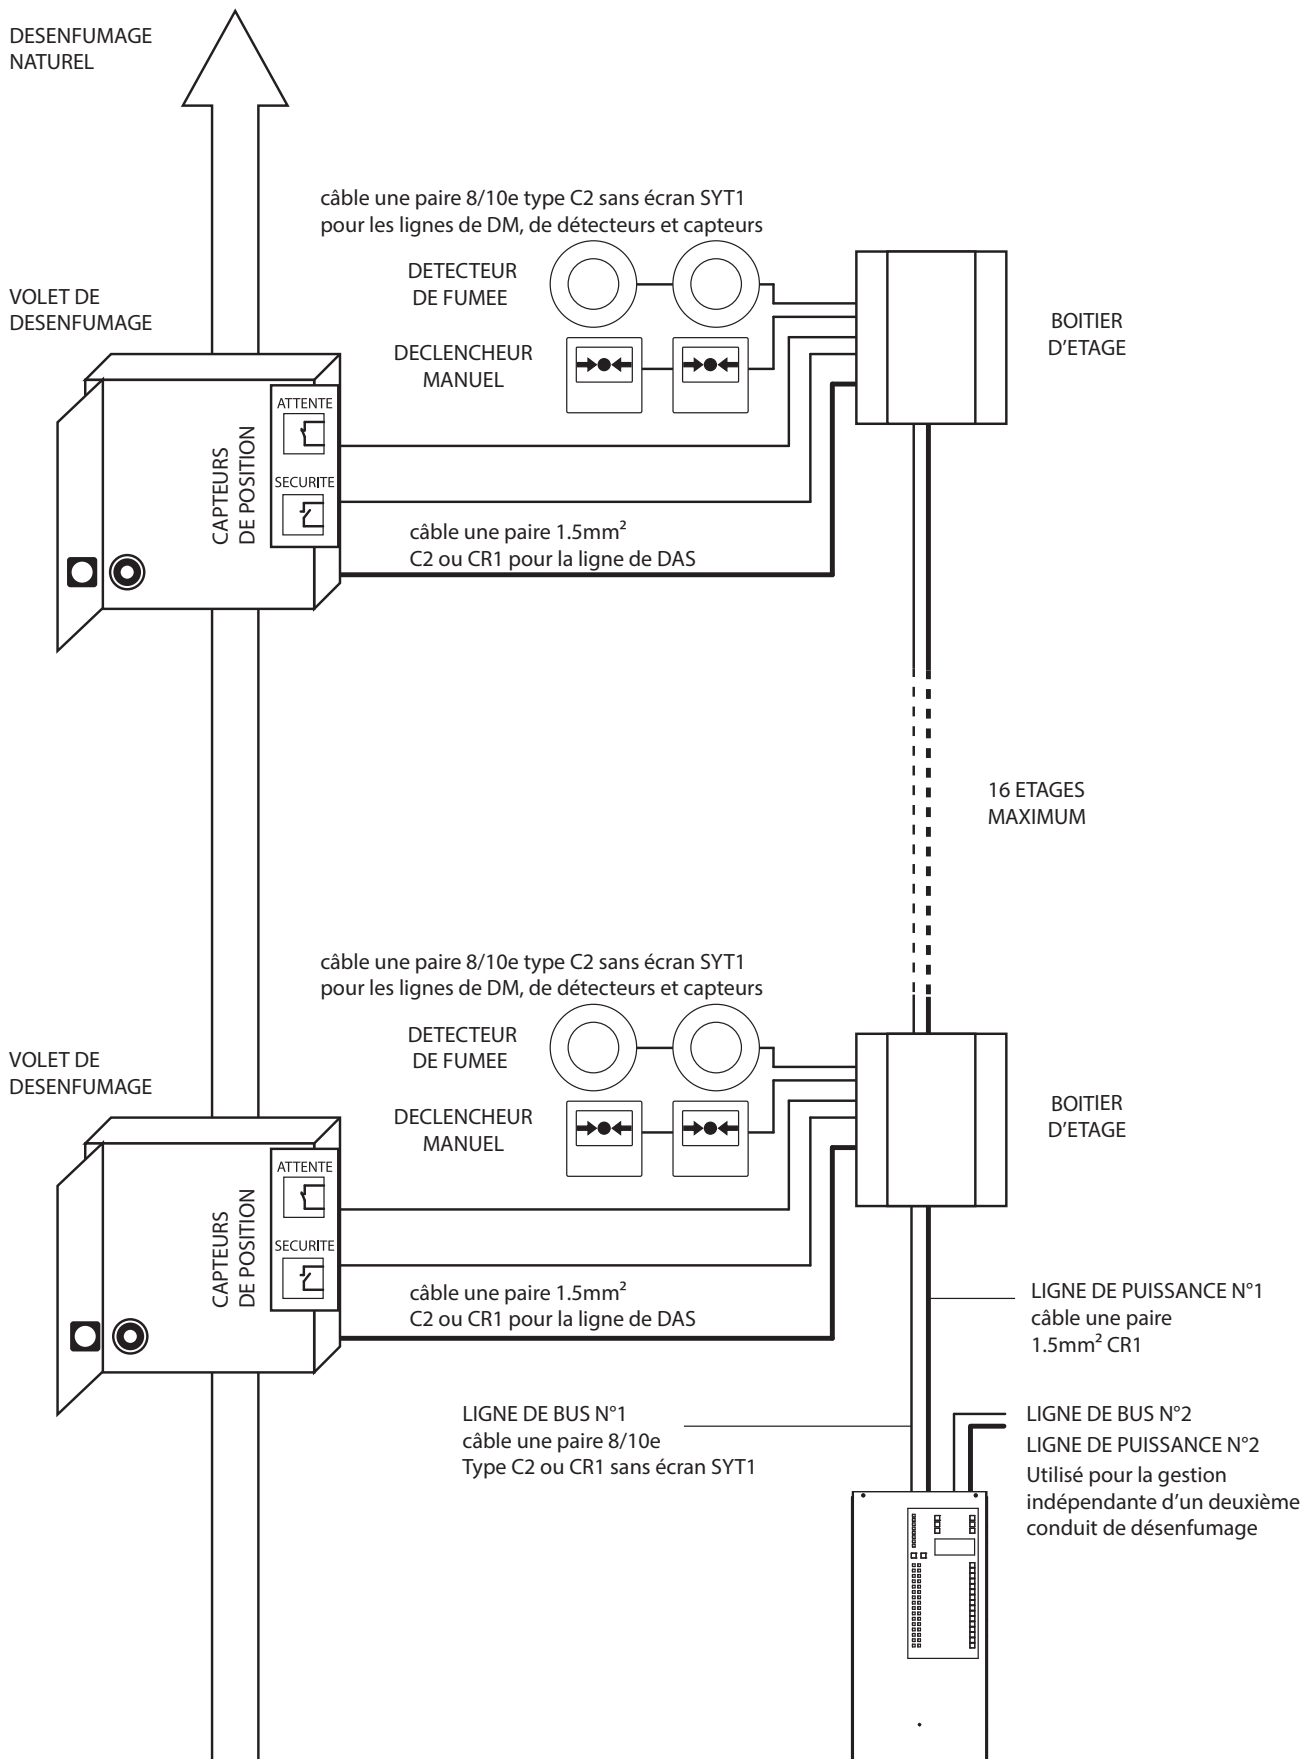 DESENFUMAGE
NATUREL
câble une paire 8/10e type C2 sans écran SYT1
pour les lignes de DM, de détecteurs et capteurs
DETECTEUR
DE FUMEE
VOLET DE
DESENFUMAGE
BOITIER
D'ETAGE
DECLENCHEUR
MANUEL
ATTENTE
CAPTEURS
DE POSITION
SECURITE
câble une paire 1.5mm²
C2 ou CR1 pour la ligne de DAS
16 ETAGES
MAXIMUM
câble une paire 8/10e type C2 sans écran SYT1
pour les lignes de DM, de détecteurs et capteurs
DETECTEUR
DE FUMEE
VOLET DE
DESENFUMAGE
BOITIER
D'ETAGE
DECLENCHEUR
MANUEL
ATTENTE
CAPTEURS
DE POSITION
SECURITE
câble une paire 1.5mm²
C2 ou CR1 pour la ligne de DAS
LIGNE DE PUISSANCE N°1
câble une paire
1.5mm² CR1
LIGNE DE BUS N°1
câble une paire 8/10e
Type C2 ou CR1 sans écran SYT1
LIGNE DE BUS N°2
LIGNE DE PUISSANCE N°2
Utilisé pour la gestion
indépendante d'un deuxième
conduit de désenfumage